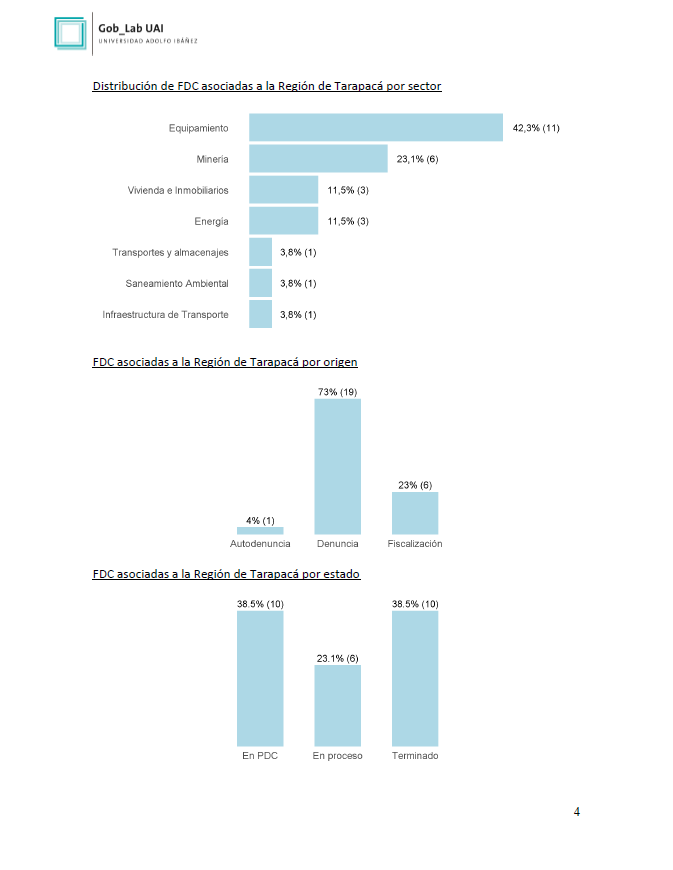 Gob_Lab UAI
UNIVERSIDAD ADOLFO IBÁÑEZ
Distribución de FDC asociadas a la Región de Tarapacá por sector
Equipamiento 42,3% (11)
Minería 23,1% (6)
Vivienda e Inmobiliarios 11,5% (3)
Energía 11,5% (3)
Transportes y almacenajes 3,8% (1)
Saneamiento Ambiental 3,8% (1)
Infraestructura de Transporte 3,8% (1)
FDC asociadas a la Región de Tarapacá por origen
73% (19)
23% (6)
4% (1)
Autodenuncia Denuncia Fiscalización
FDC asociadas a la Región de Tarapacá por estado
38.5% (10) 38.5% (10)
23.1% (6)
En PDC En proceso Terminado
4